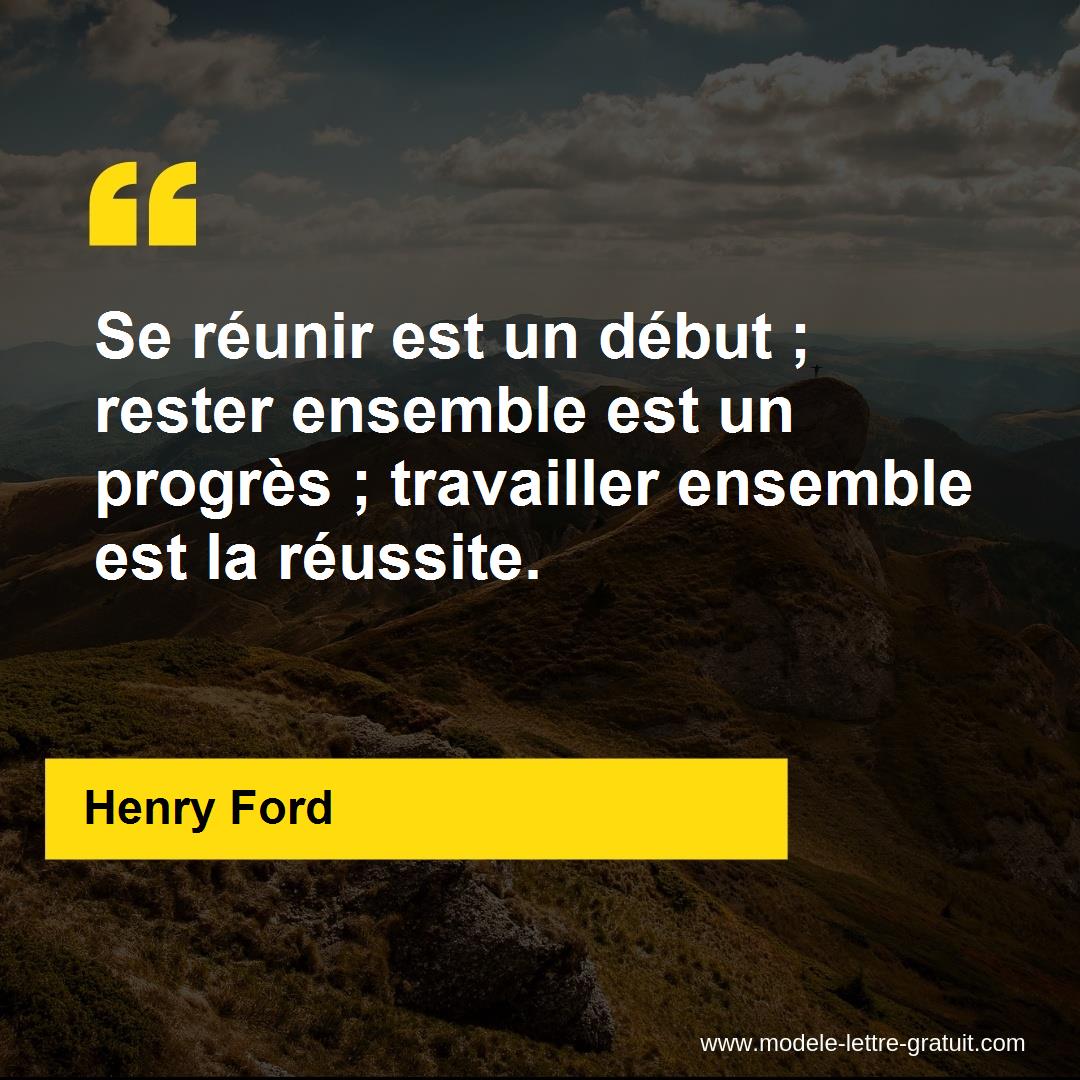 “
Se réunir est un début ;
rester ensemble est un
progrès ; travailler ensemble
est la réussite.
Henry Ford
www.modele-lettre-gratuit.com